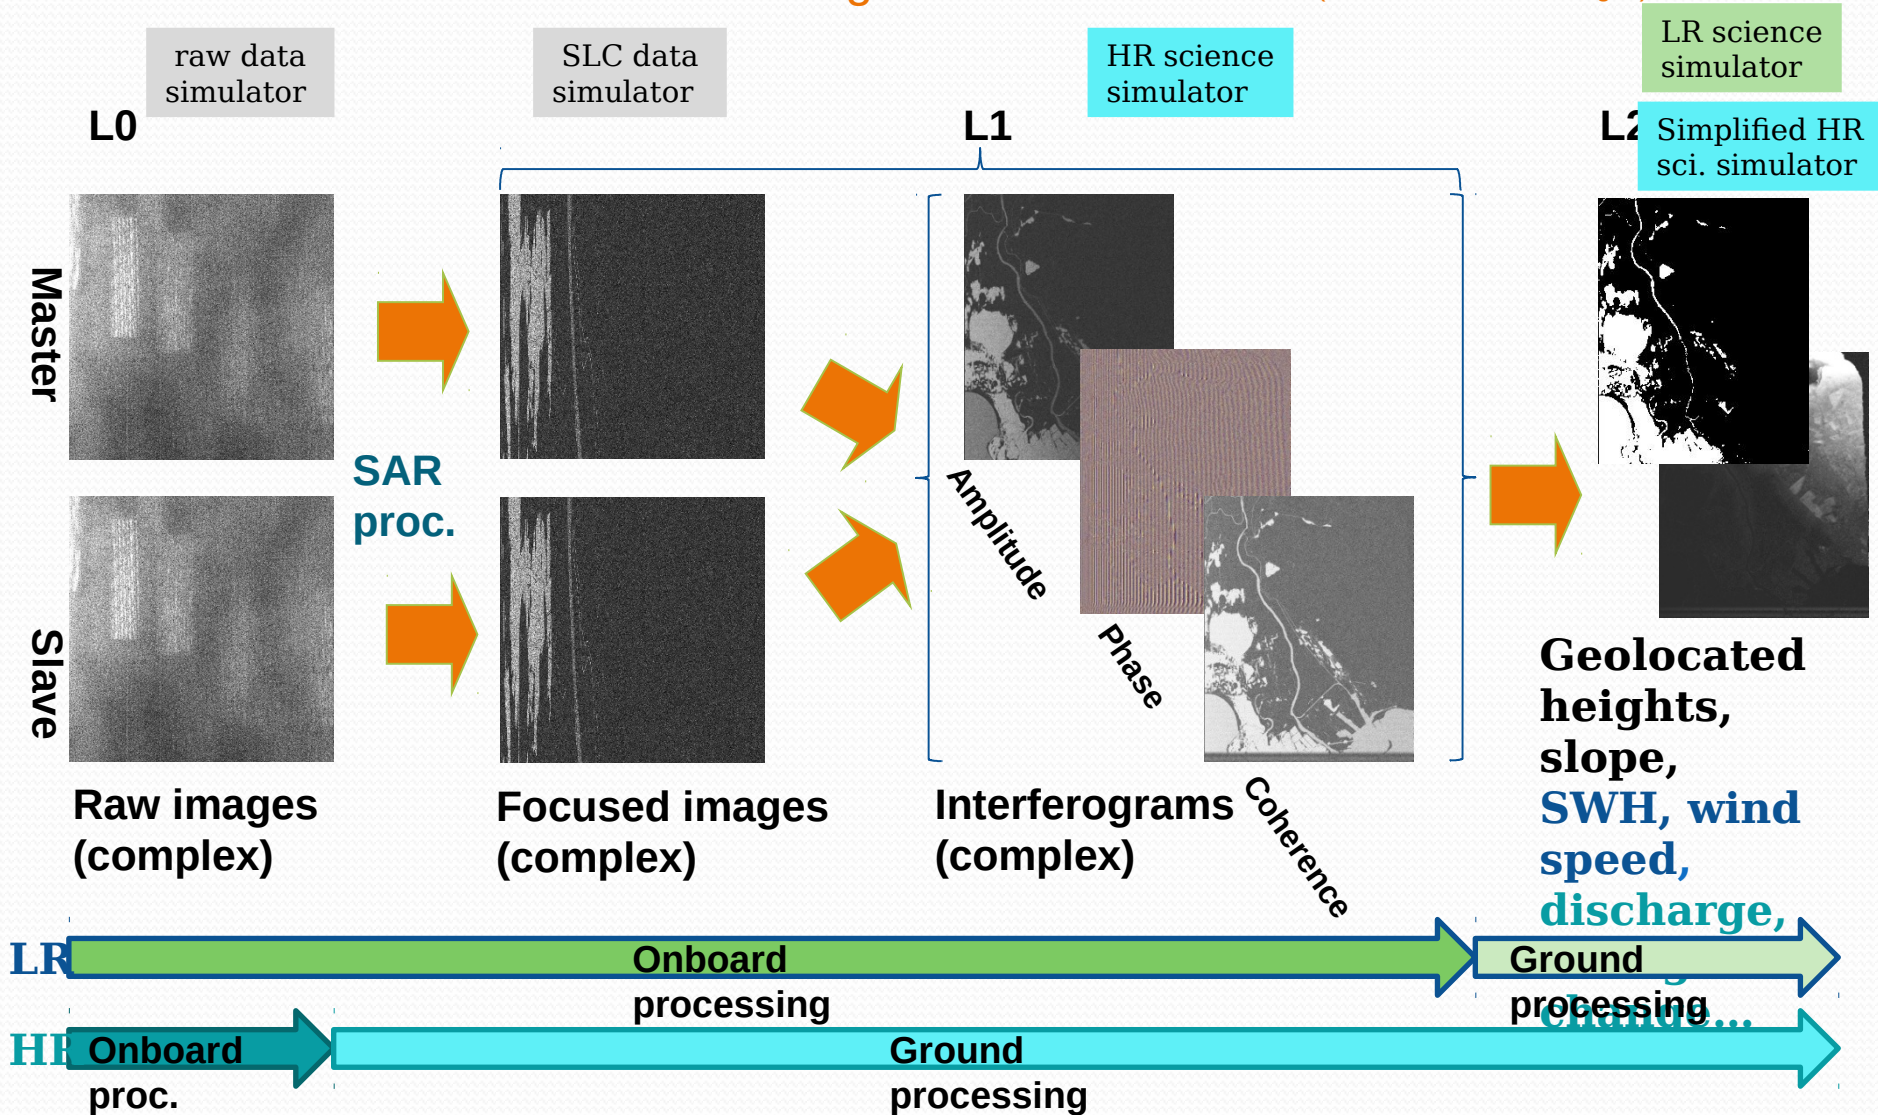 raw data
simulator
SLC data
simulator
HR science
simulator
LR science
simulator
Simplified HR
sci. simulator
L0
L1
L2
Master
Slave
SAR
proc.
Amplitude
Phase
Coherence
Raw images
(complex)
Focused images
(complex)
Interferograms
(complex)
Geolocated
heights,
slope,
SWH, wind
speed,
discharge,
change...
LR
Onboard
processing
Ground
processing
HR
Onboard
proc.
Ground
processing